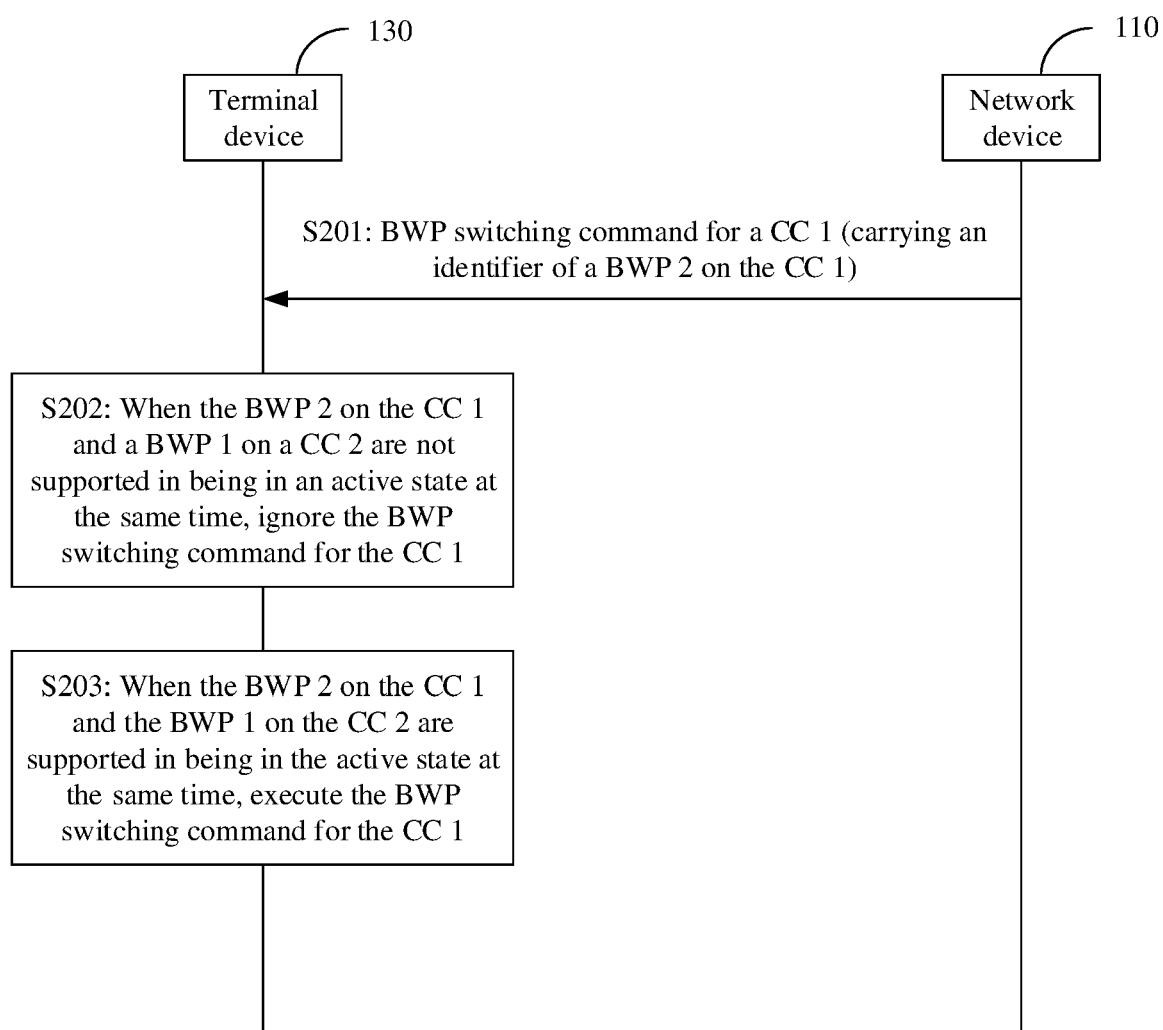 130
110
Terminal
device
Network
device
S201: BWP switching command for a CC 1 (carrying an
identifier of a BWP 2 on the CC 1)
S202: When the BWP 2 on the CC 1
and a BWP 1 on a CC 2 are not
supported in being in an active state at
the same time, ignore the BWP
switching command for the CC 1
S203: When the BWP 2 on the CC 1
and the BWP 1 on the CC 2 are
supported in being in the active state at
the same time, execute the BWP
switching command for the CC 1